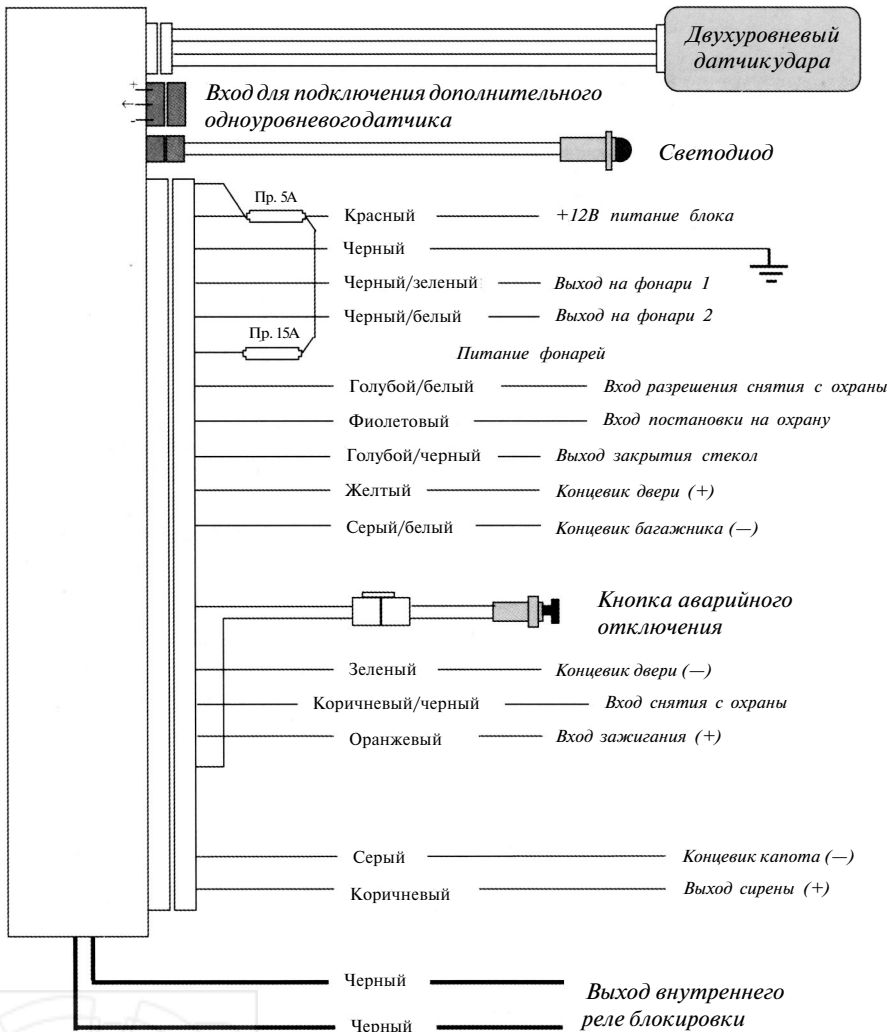 Двухуровневый
датчик удара
+
←
-
Вход для подключения дополнительного
одноуровневого датчика
Светодиод
Пр. 5А
Красный +12В питание блока
Черный
Черный/зеленый Выход на фонари 1
Черный/белый Выход на фонари 2
Пр. 15А
Питание фонарей
Голубой/белый Вход разрешения снятия с охраны
Фиолетовый Вход постановки на охрану
Голубой/черный Выход закрытия стекол
Желтый Концевик двери (+)
Серый/белый Концевик багажника (—)
Кнопка аварийного
отключения
Зеленый Концевик двери (—)
Коричневый/черный Вход снятия с охраны
Оранжевый Вход зажигания (+)
Серый Концевик капота (—)
Коричневый Выход сирены (+)
Черный
Выход внутреннего
Черный реле блокировки